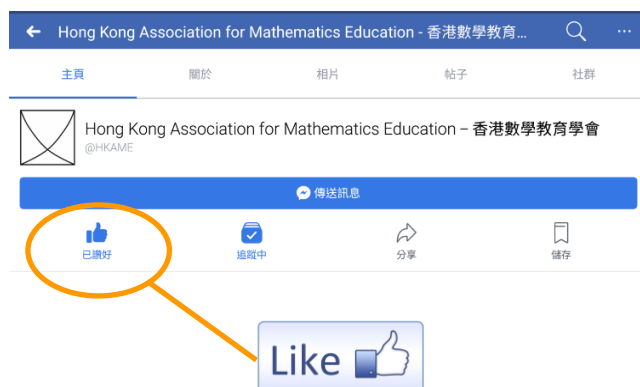 Hong Kong Association for Mathematics Education - 香港數學教育...
主頁 關於 相片 帖子 社群
Hong Kong Association for Mathematics Education – 香港數學教育學會
@HKAME
傳送訊息
已讚好 追蹤中 分享 儲存
Like